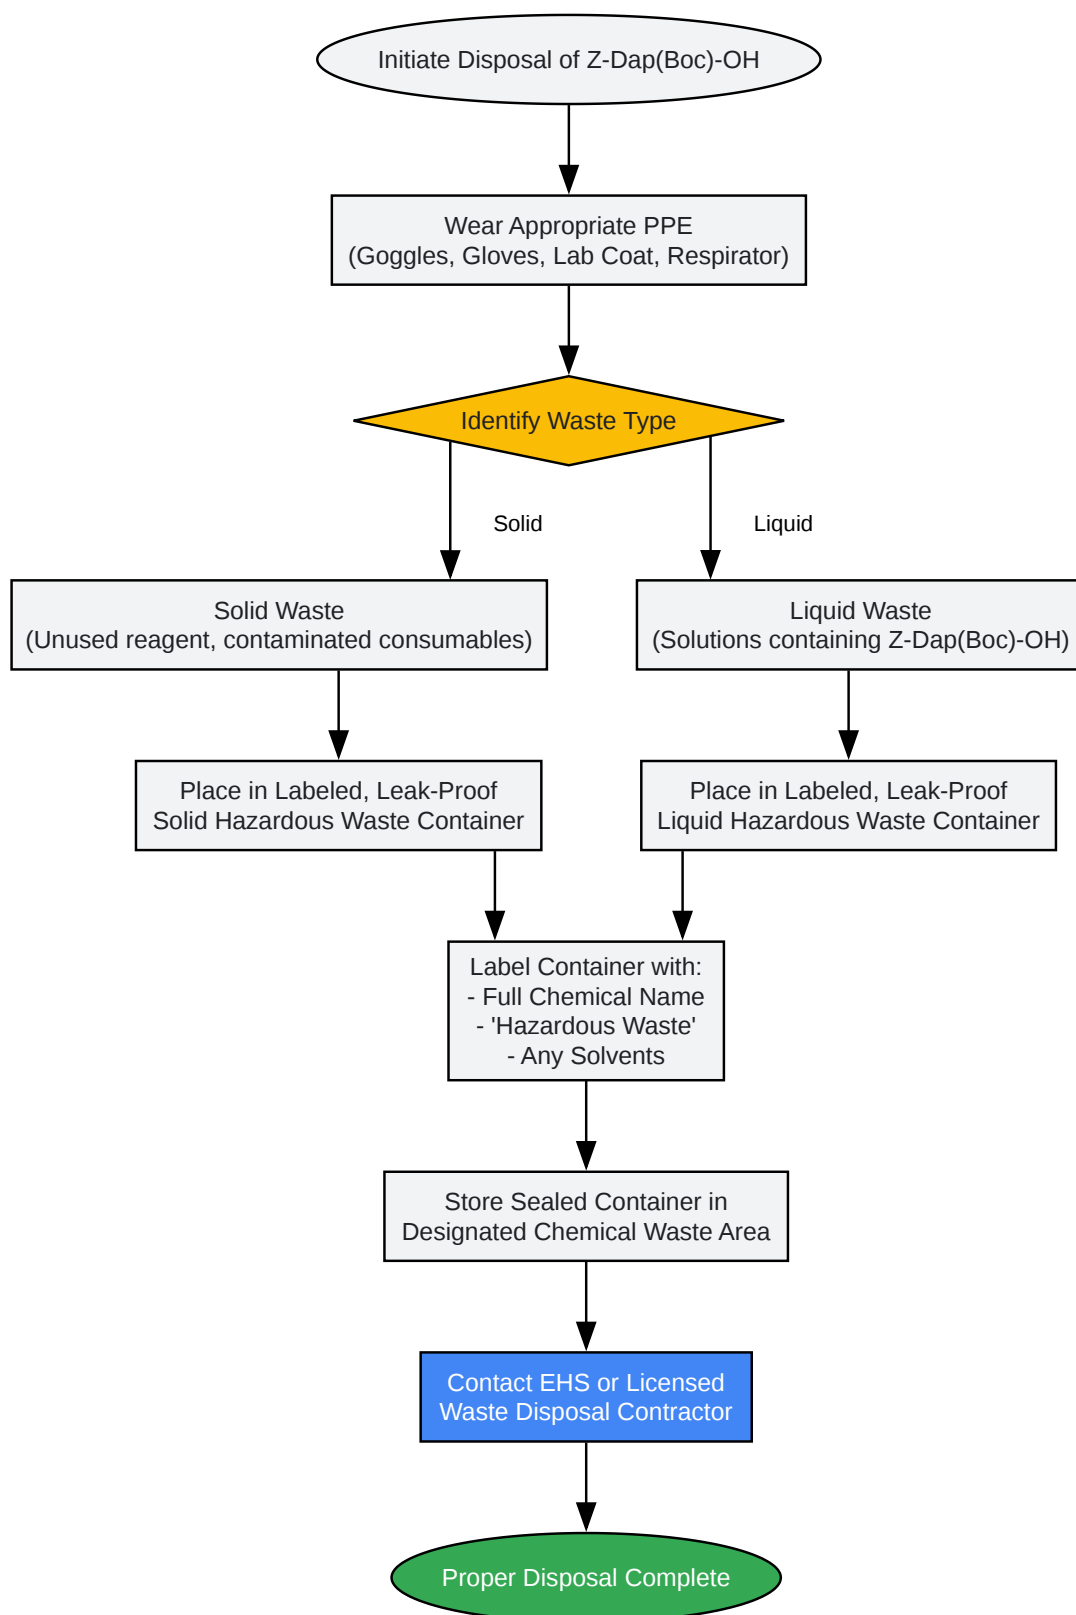 Initiate Disposal of Z-Dap(Boc)-OH
Wear Appropriate PPE
(Goggles, Gloves, Lab Coat, Respirator)
Identify Waste Type
Solid
Liquid
Solid Waste
(Unused reagent, contaminated consumables)
Liquid Waste
(Solutions containing Z-Dap(Boc)-OH)
Place in Labeled, Leak-Proof
Solid Hazardous Waste Container
Place in Labeled, Leak-Proof
Liquid Hazardous Waste Container
Label Container with:
- Full Chemical Name
- 'Hazardous Waste'
- Any Solvents
Store Sealed Container in
Designated Chemical Waste Area
Contact EHS or Licensed
Waste Disposal Contractor
Proper Disposal Complete